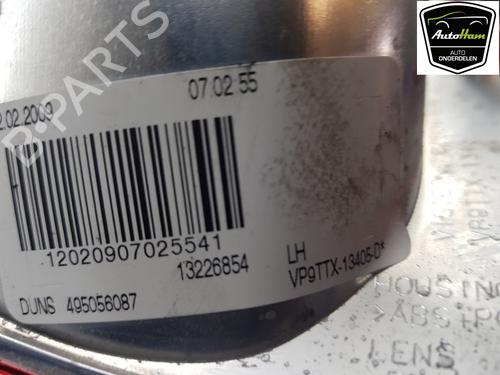 AutoHam
AUTO
ONDERDELEN
2.02.2009
07 02 55
12020907025541
13226854
LH
VP9TTX-13405-D*
DUNS 495056087
B-PARTS
HOUSING
>ABS+PC
LENS